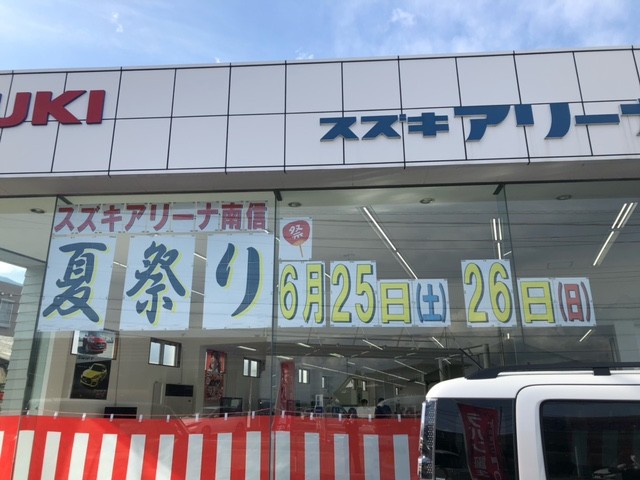 UKI
スズキアリーナ
スズキアリーナ南信
祭
夏祭り
6月25日(土) 26日(日)